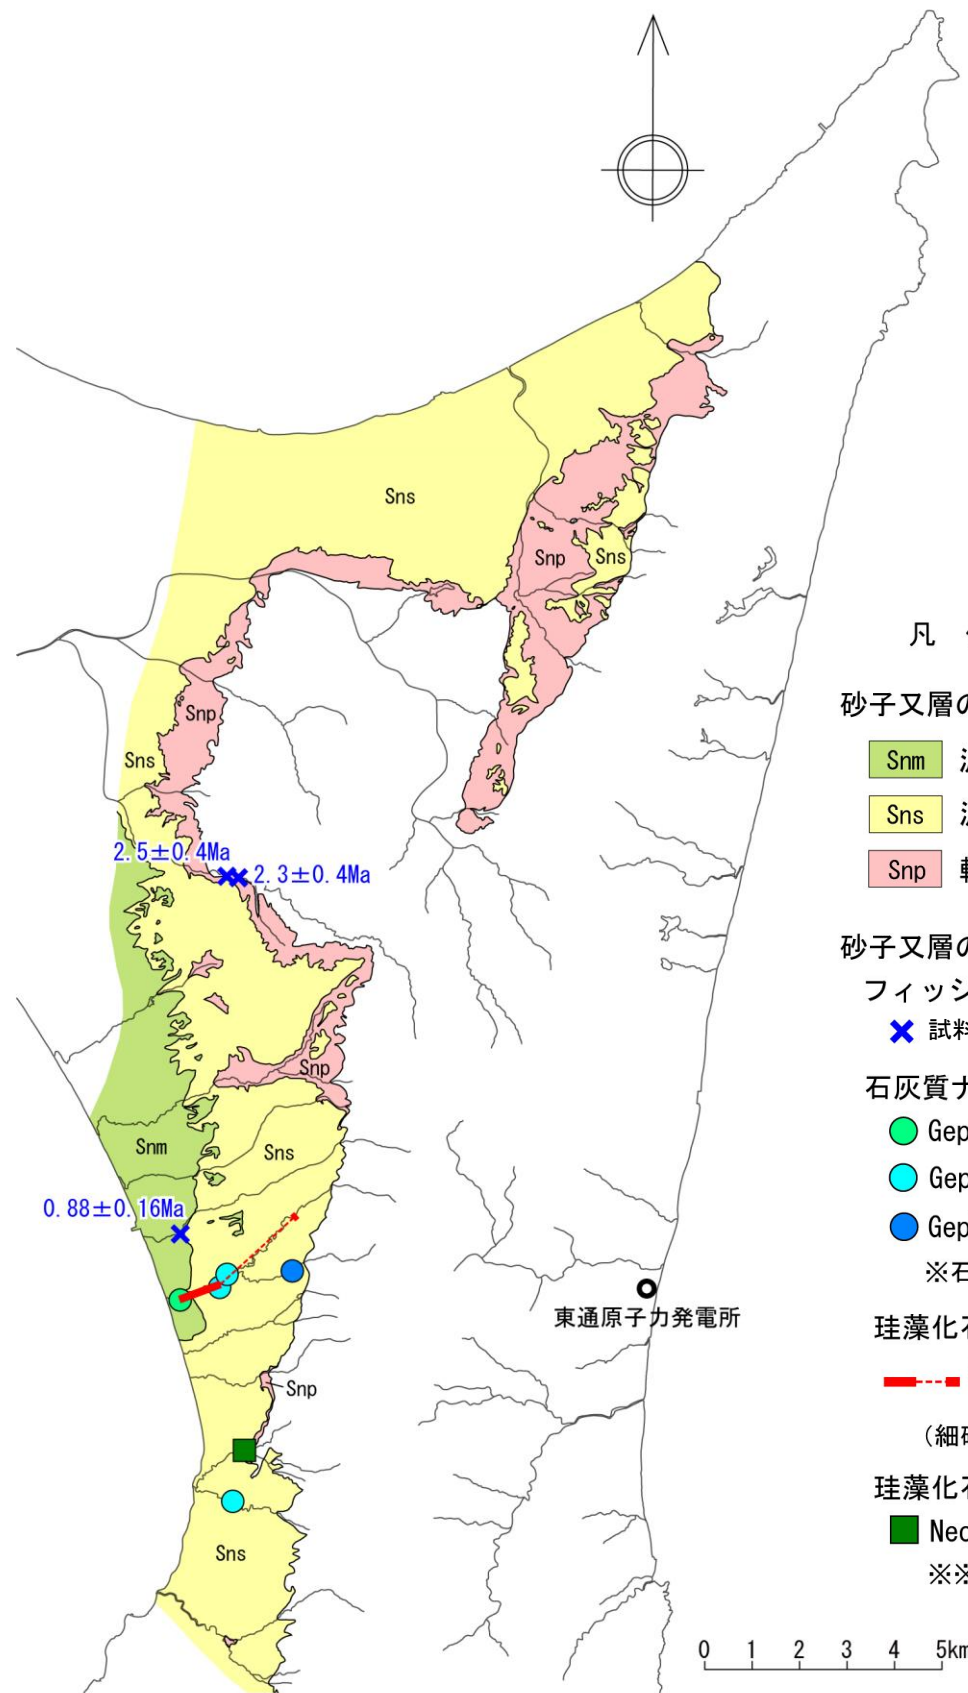 Sns
Snp
Sns
凡
Snp
砂子又層の
Sns
Snm
Sns
2.5±0.4Ma
2.3±0.4Ma
Snp
砂子又層の
フィッシ
試料
Snp
石灰質ナ
Snm
Sns
Gep
Gep
0.88±0.16Ma
Gep
※石
東通原子力発電所
珪藻化石
Snp
(細砂
珪藻化石
Sns
Neo
※※
0 1 2 3 4 5km